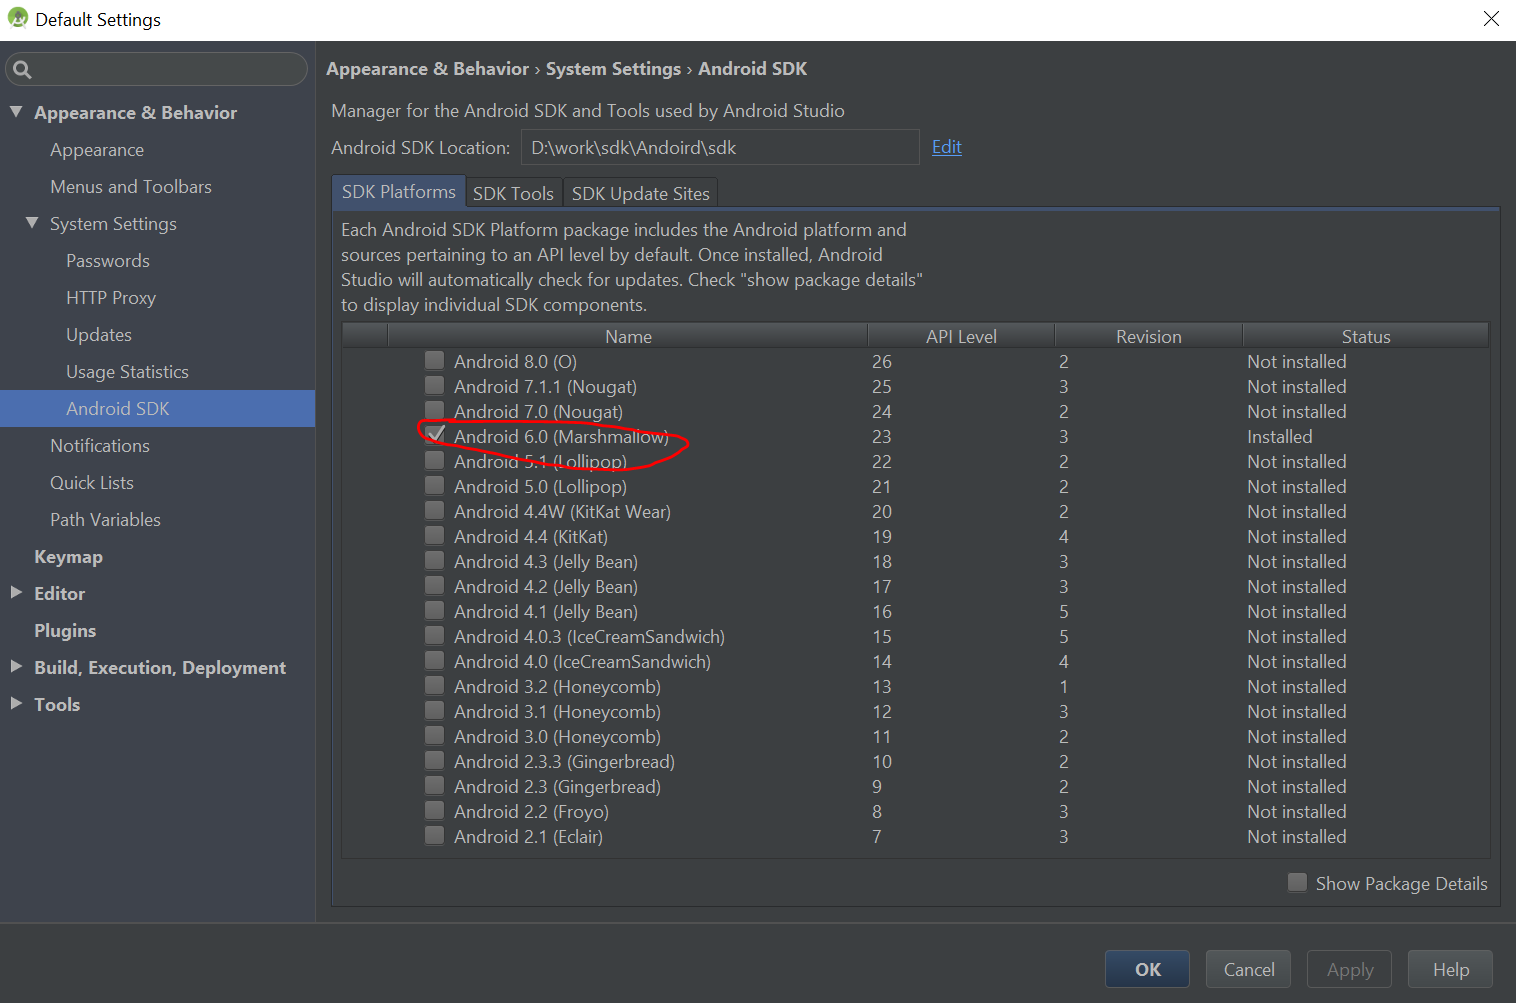 Default Settings
Appearance & Behavior
Appearance
Menus and Toolbars
System Settings
Passwords
HTTP Proxy
Updates
Usage Statistics
Android SDK
Notifications
Quick Lists
Path Variables
Keymap
Editor
Plugins
Build, Execution, Deployment
Tools
Appearance & Behavior › System Settings › Android SDK
Manager for the Android SDK and Tools used by Android Studio
Android SDK Location: D:\work\sdk\Andoird\sdk Edit
SDK Platforms SDK Tools SDK Update Sites
Each Android SDK Platform package includes the Android platform and
sources pertaining to an API level by default. Once installed, Android
Studio will automatically check for updates. Check "show package details"
to display individual SDK components.
Name API Level Revision Status
Android 8.0 (O) 26 2 Not installed
Android 7.1.1 (Nougat) 25 3 Not installed
Android 7.0 (Nougat) 24 2 Not installed
Android 6.0 (Marshmallow) 23 3 Installed
Android 5.1 (Lollipop) 22 2 Not installed
Android 5.0 (Lollipop) 21 2 Not installed
Android 4.4W (KitKat Wear) 20 2 Not installed
Android 4.4 (KitKat) 19 4 Not installed
Android 4.3 (Jelly Bean) 18 3 Not installed
Android 4.2 (Jelly Bean) 17 3 Not installed
Android 4.1 (Jelly Bean) 16 5 Not installed
Android 4.0.3 (IceCreamSandwich) 15 5 Not installed
Android 4.0 (IceCreamSandwich) 14 4 Not installed
Android 3.2 (Honeycomb) 13 1 Not installed
Android 3.1 (Honeycomb) 12 3 Not installed
Android 3.0 (Honeycomb) 11 2 Not installed
Android 2.3.3 (Gingerbread) 10 2 Not installed
Android 2.3 (Gingerbread) 9 2 Not installed
Android 2.2 (Froyo) 8 3 Not installed
Android 2.1 (Eclair) 7 3 Not installed
Show Package Details
OK Cancel Apply Help